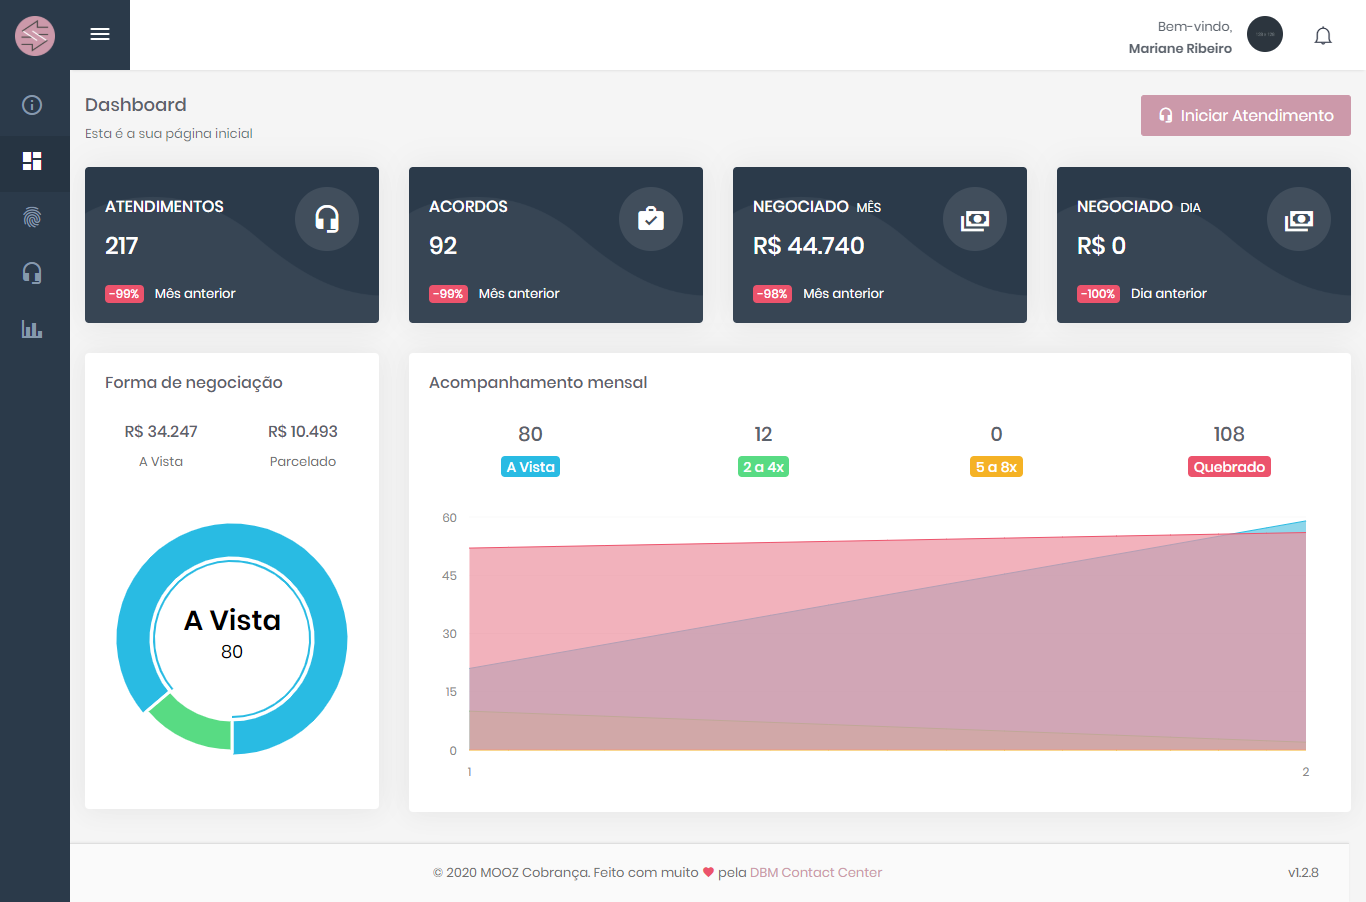 Bem-vindo,
Mariane Ribeiro
Dashboard
Esta é a sua página inicial
Iniciar Atendimento
ATENDIMENTOS
217
-99% Mês anterior
ACORDOS
92
-99% Mês anterior
NEGOCIADO MÊS
R$ 44.740
-98% Mês anterior
NEGOCIADO DIA
R$ 0
-100% Dia anterior
Forma de negociação
R$ 34.247 R$ 10.493
A Vista Parcelado
A Vista
80
Acompanhamento mensal
80 12 0 108
A Vista 2 a 4x 5 a 8x Quebrado
60
45
30
15
0
1 2
© 2020 MOOZ Cobrança. Feito com muito pela DBM Contact Center
v1.2.8